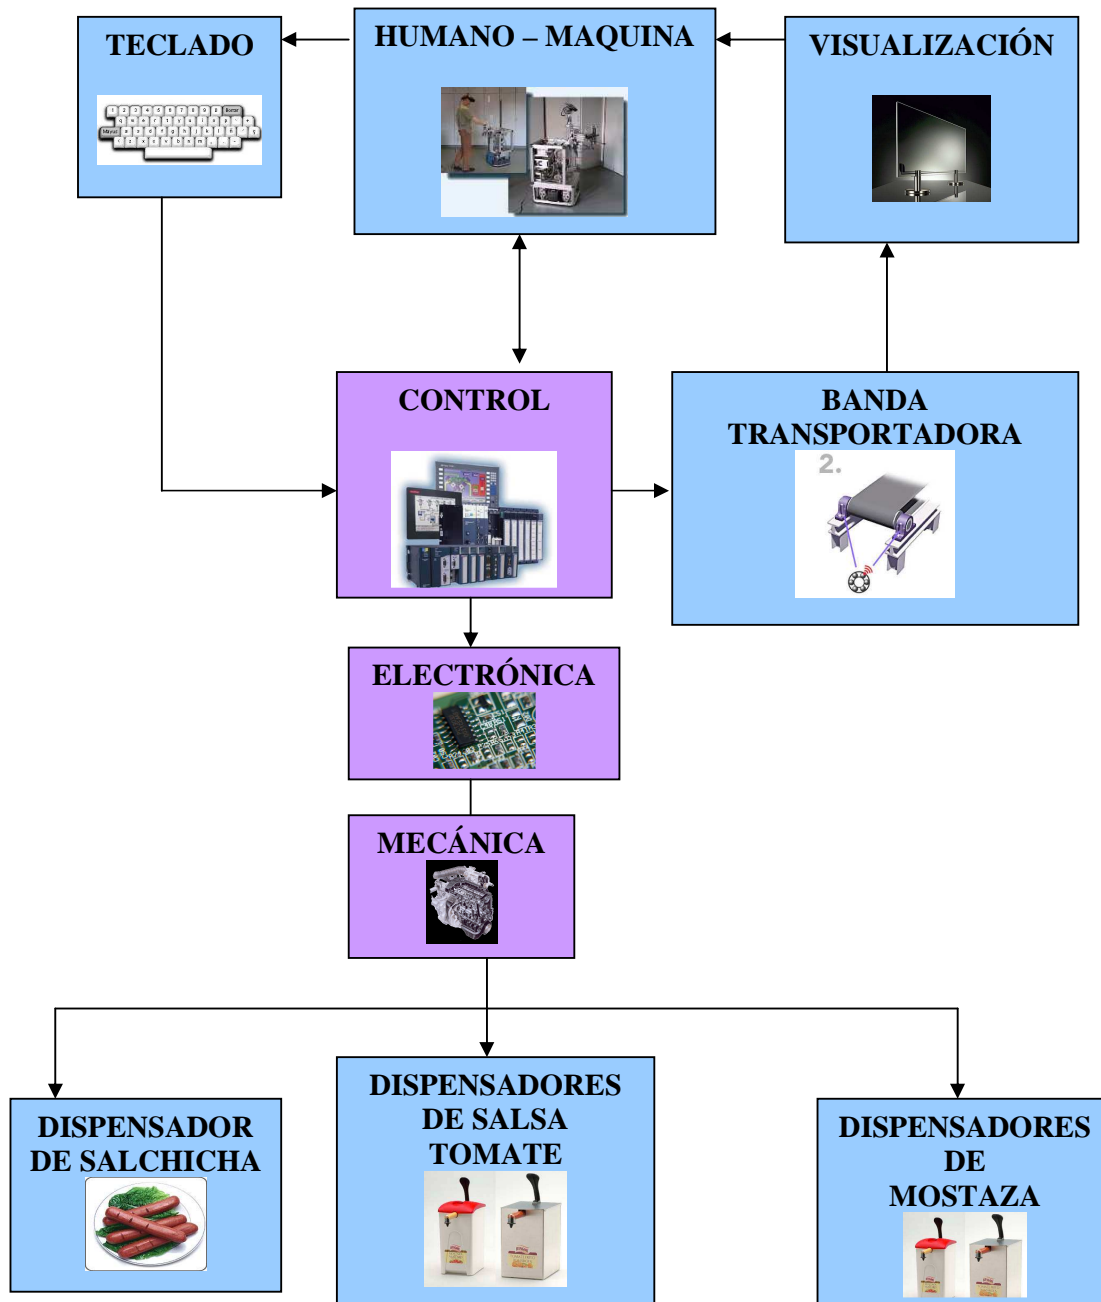 TECLADO
HUMANO – MAQUINA
VISUALIZACIÓN
CONTROL
BANDA
TRANSPORTADORA
2.
ELECTRÓNICA
MECÁNICA
DISPENSADOR
DE SALCHICHA
DISPENSADORES
DE SALSA
TOMATE
DISPENSADORES
DE
MOSTAZA